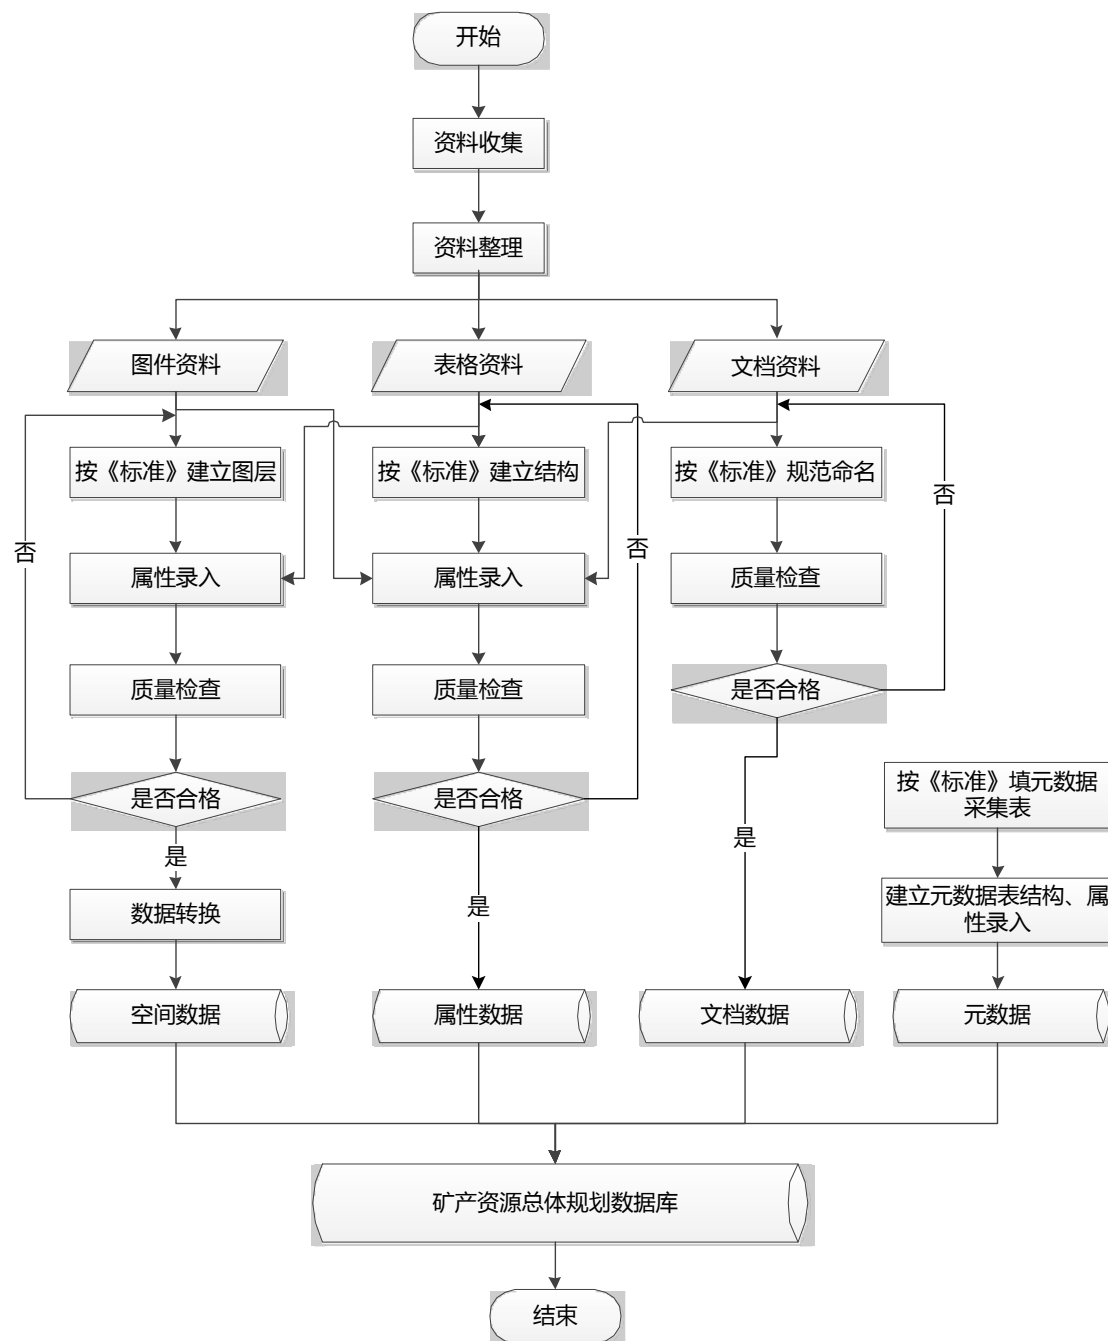 开始
资料收集
资料整理
图件资料
表格资料
文档资料
按《标准》建立图层
按《标准》建立结构
按《标准》规范命名
否
否
否
属性录入
属性录入
质量检查
质量检查
质量检查
是否合格
是否合格
是否合格
按《标准》填元数据
采集表
是
是
是
数据转换
建立元数据表结构、属
性录入
空间数据
属性数据
文档数据
元数据
矿产资源总体规划数据库
结束